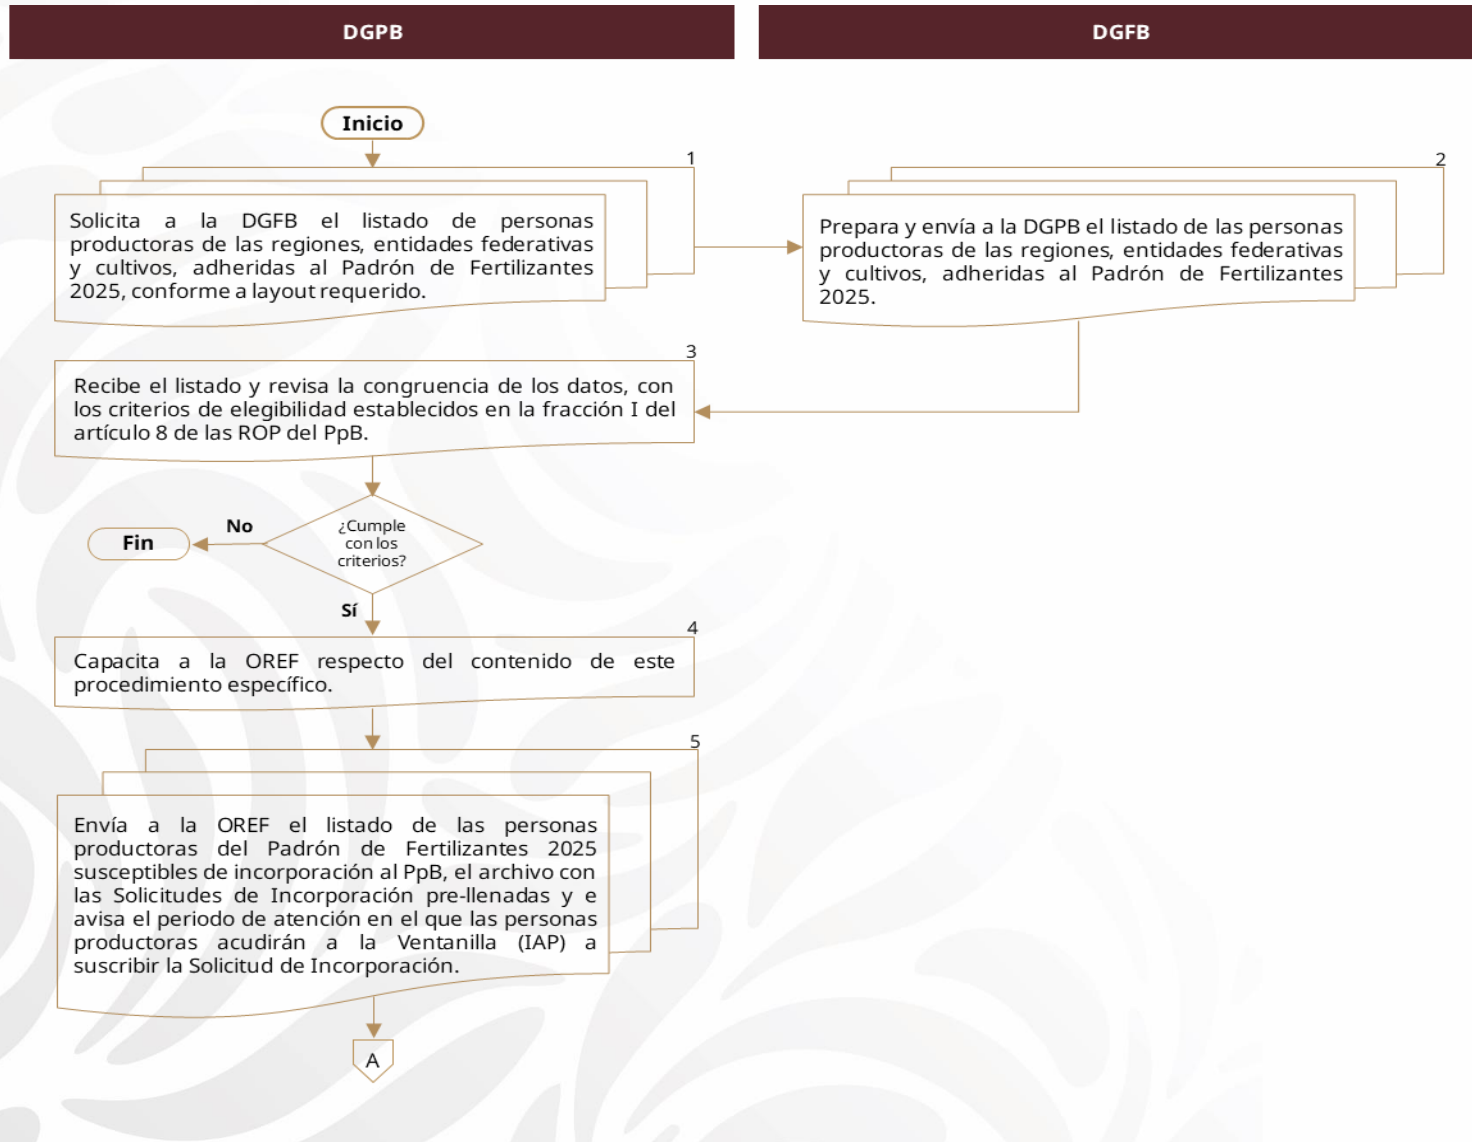 DGPB
DGFB
Inicio
1
Solicita a la DGFB el listado de personas
productoras de las regiones, entidades federativas
y cultivos, adheridas al Padrón de Fertilizantes
2025, conforme a layout requerido.
2
Prepara y envía a la DGPB el listado de las personas
productoras de las regiones, entidades federativas
y cultivos, adheridas al Padrón de Fertilizantes
2025.
3
Recibe el listado y revisa la congruencia de los datos, con
los criterios de elegibilidad establecidos en la fracción I del
artículo 8 de las ROP del PpB.
¿Cumple
con los
criterios?
No
Fin
Sí
4
Capacita a la OREF respecto del contenido de este
procedimiento específico.
5
Envía a la OREF el listado de las personas
productoras del Padrón de Fertilizantes 2025
susceptibles de incorporación al PpB, el archivo con
las Solicitudes de Incorporación pre-llenadas y e
avisa el periodo de atención en el que las personas
productoras acudirán a la Ventanilla (IAP) a
suscribir la Solicitud de Incorporación.
A